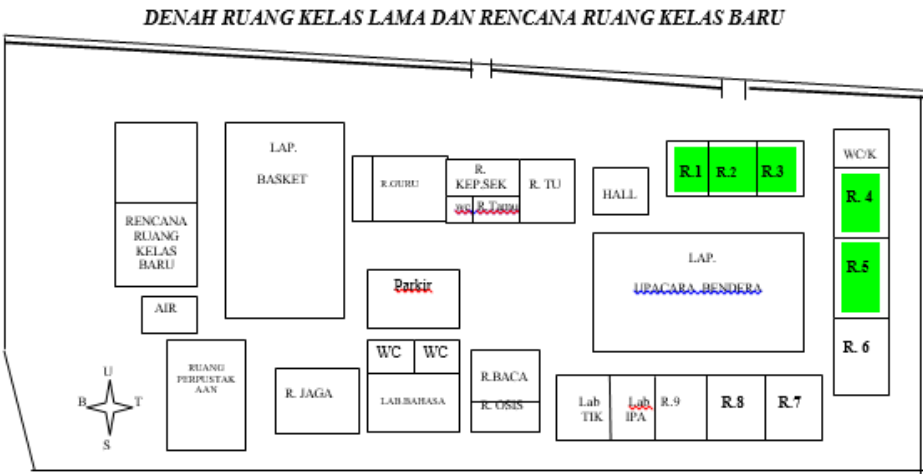 DENAH RUANG KELAS LAMA DAN RENCANA RUANG KELAS BARU
LAP.
BASKET
R.GURU
R.
KEP.SEK
wc R.Tamu
R. TU
HALL
R.1 R.2 R.3
WC/K
R. 4
R.5
R. 6
RENCANA
RUANG
KELAS
BARU
AIR
LAP.
UPACARA BENDERA
Parkir
WC WC
LAB.BAHASA
RUANG
PERPUSTAK
AAN
R. JAGA
R.BACA
R. OSIS
Lab
TIK
Lab
IPA
R.9
R.8
R.7
U
B T
S